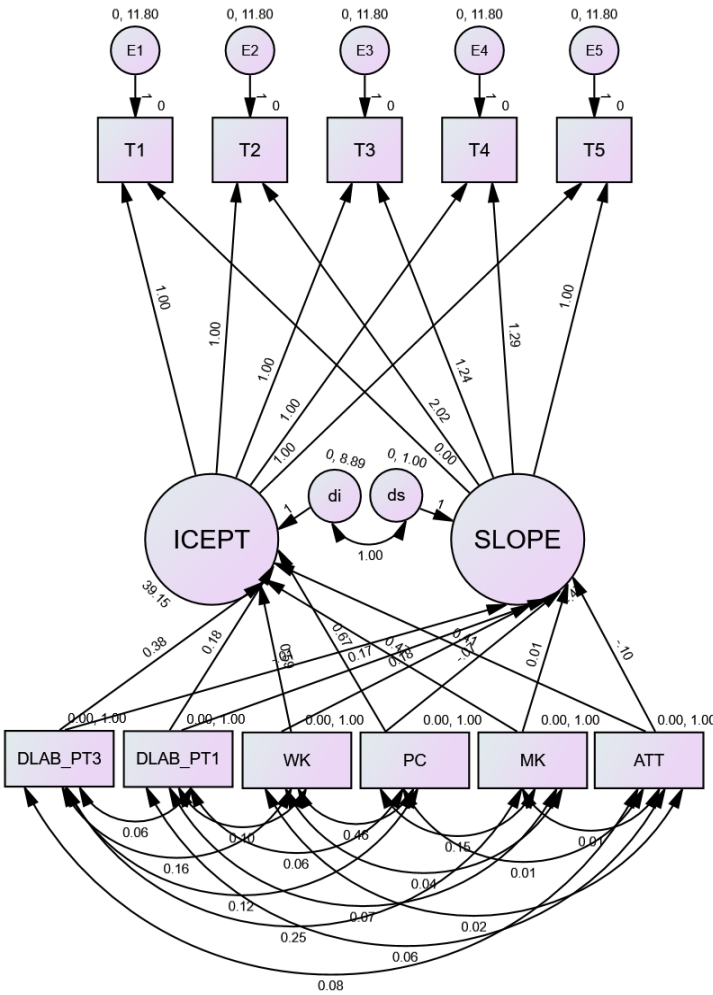 0, 11.80 0, 11.80 0, 11.80 0, 11.80 0, 11.80
E1 E2 E3 E4 E5
1 0 1 0 1 0 1 0 1 0
T1 T2 T3 T4 T5
1.00 1.00 1.00 1.00 1.00 2.02 1.24 1.29 1.00
0.00
0, 8.89 0, 1.00
di ds
1 1
ICEPT SLOPE
1.00
39.15
0.38 0.18 0.67 0.17 0.01 -.10
0.00, 1.00 0.00, 1.00 0.00, 1.00 0.00, 1.00 0.00, 1.00 0.00, 1.00
DLAB_PT3 DLAB_PT1 WK PC MK ATT
0.06 0.10 0.46 0.15 0.01
0.16 0.06 0.04 0.01
0.12 0.07 0.02
0.25 0.06
0.08